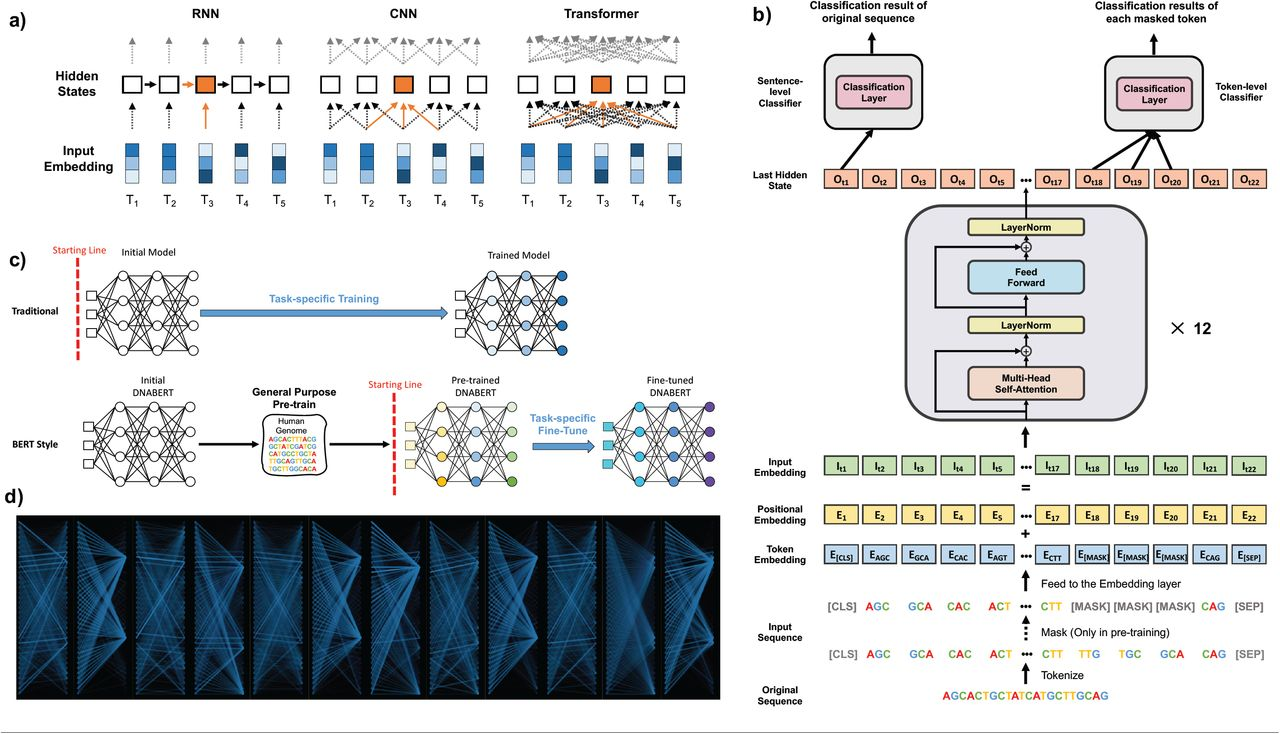 a)
RNN
CNN
Transformer
Hidden
States
Input
Embedding
T1 T2 T3 T4 T5
T1 T2 T3 T4 T5
T1 T2 T3 T4 T5
c)
Starting Line
Initial Model
Trained Model
Traditional
Task-specific Training
Initial
DNABERT
General Purpose
Pre-train
Starting Line
Pre-trained
DNABERT
Fine-tuned
DNABERT
BERT Style
Human
Genome
AGCACTTTACG
GCTATCGATCG
CATGCCTGCTA
TTGCAGTTGCA
TGCTTGGCACA
Task-specific
Fine-Tune
d)
b)
Classification result of
original sequence
Classification results of
each masked token
Sentence-
level
Classifier
Classification
Layer
Classification
Layer
Token-level
Classifier
Last Hidden
State
Ot1 Ot2 Ot3 Ot4 Ot5 ••• Ot17 Ot18 Ot19 Ot20 Ot21 Ot22
LayerNorm
+
Feed
Forward
LayerNorm
+
Multi-Head
Self-Attention
× 12
Input
Embedding
It1 It2 It3 It4 It5 ••• It17 It18 It19 It20 It21 It22
=
Positional
Embedding
E1 E2 E3 E4 E5 ••• E17 E18 E19 E20 E21 E22
+
Token
Embedding
E[CLS] EAGC EGCA ECAC EAGT ••• ECTT E[MASK] E[MASK] E[MASK] ECAG E[SEP]
Feed to the Embedding layer
[CLS] AGC GCA CAC ACT ••• CTT [MASK] [MASK] [MASK] CAG [SEP]
Input
Sequence
Mask (Only in pre-training)
[CLS] AGC GCA CAC ACT ••• CTT TTG TGC GCA CAG [SEP]
Tokenize
Original
Sequence
AGCACTGCTATCATGCTTGCAG